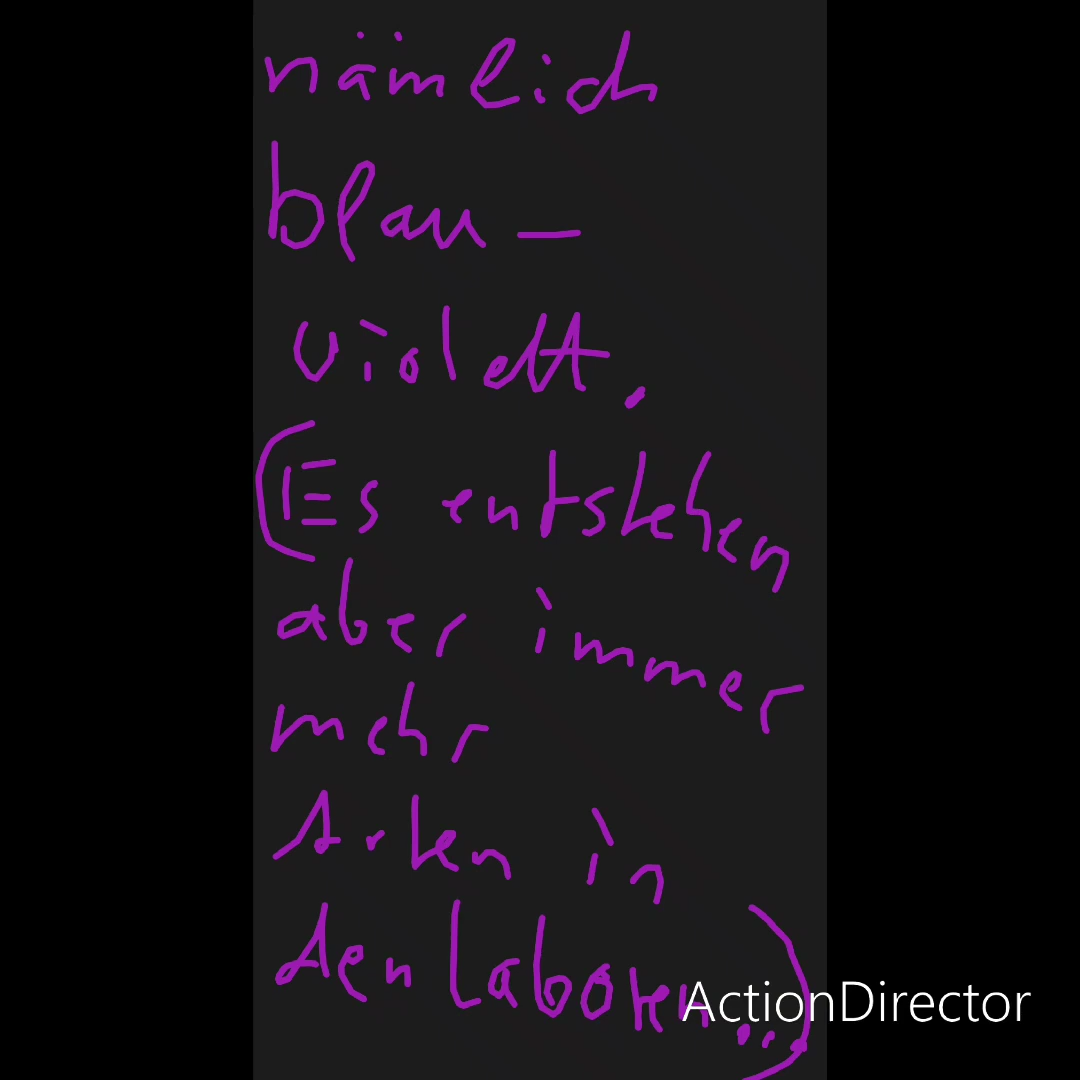 nämlich
blau-
violett.
(Es entstehen
aber immer
mehr
Arten in
den Laboren...)
ActionDirector